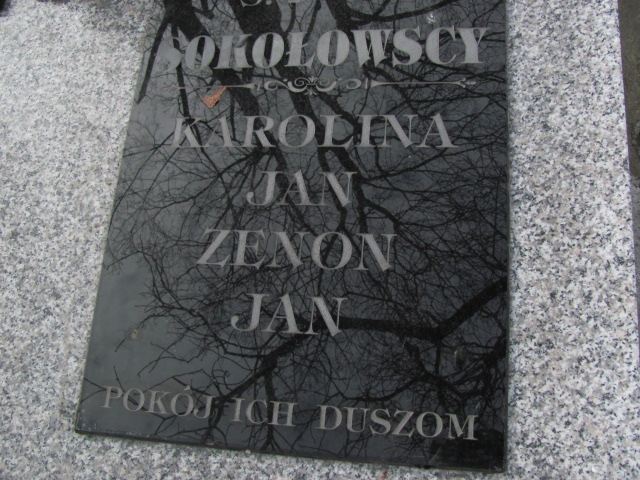 SOKOŁOWSCY
KAROLINA
JAN
ZENON
JAN
POKÓJ ICH DUSZOM